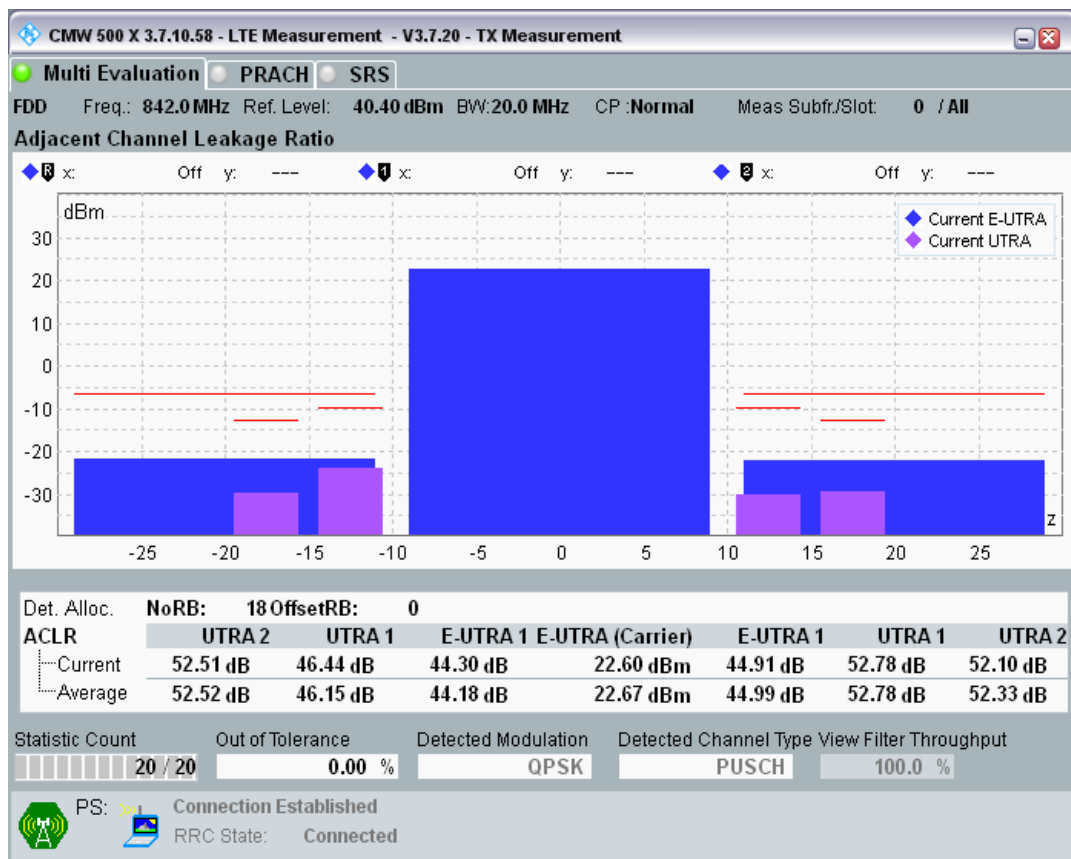 CMW 500 X 3.7.10.58 - LTE Measurement - V3.7.20 - TX Measurement
Multi Evaluation PRACH SRS
FDD Freq.: 842.0 MHz Ref. Level: 40.40 dBm BW:20.0 MHz CP :Normal Meas Subfr./Slot: 0 / All
Adjacent Channel Leakage Ratio
R x: Off y: --- 1 x: Off y: --- 2 x: Off y: ---
dBm
Current E-UTRA
Current UTRA
30
20
10
0
-10
-20
-30
z
-25 -20 -15 -10 -5 0 5 10 15 20 25
Det. Alloc. NoRB: 18 OffsetRB: 0
ACLR UTRA 2 UTRA 1 E-UTRA 1 E-UTRA (Carrier) E-UTRA 1 UTRA 1 UTRA 2
Current 52.51 dB 46.44 dB 44.30 dB 22.60 dBm 44.91 dB 52.78 dB 52.10 dB
Average 52.52 dB 46.15 dB 44.18 dB 22.67 dBm 44.99 dB 52.78 dB 52.33 dB
Statistic Count Out of Tolerance Detected Modulation Detected Channel Type View Filter Throughput
20 / 20 0.00 % QPSK PUSCH 100.0 %
PS: Connection Established
RRC State: Connected